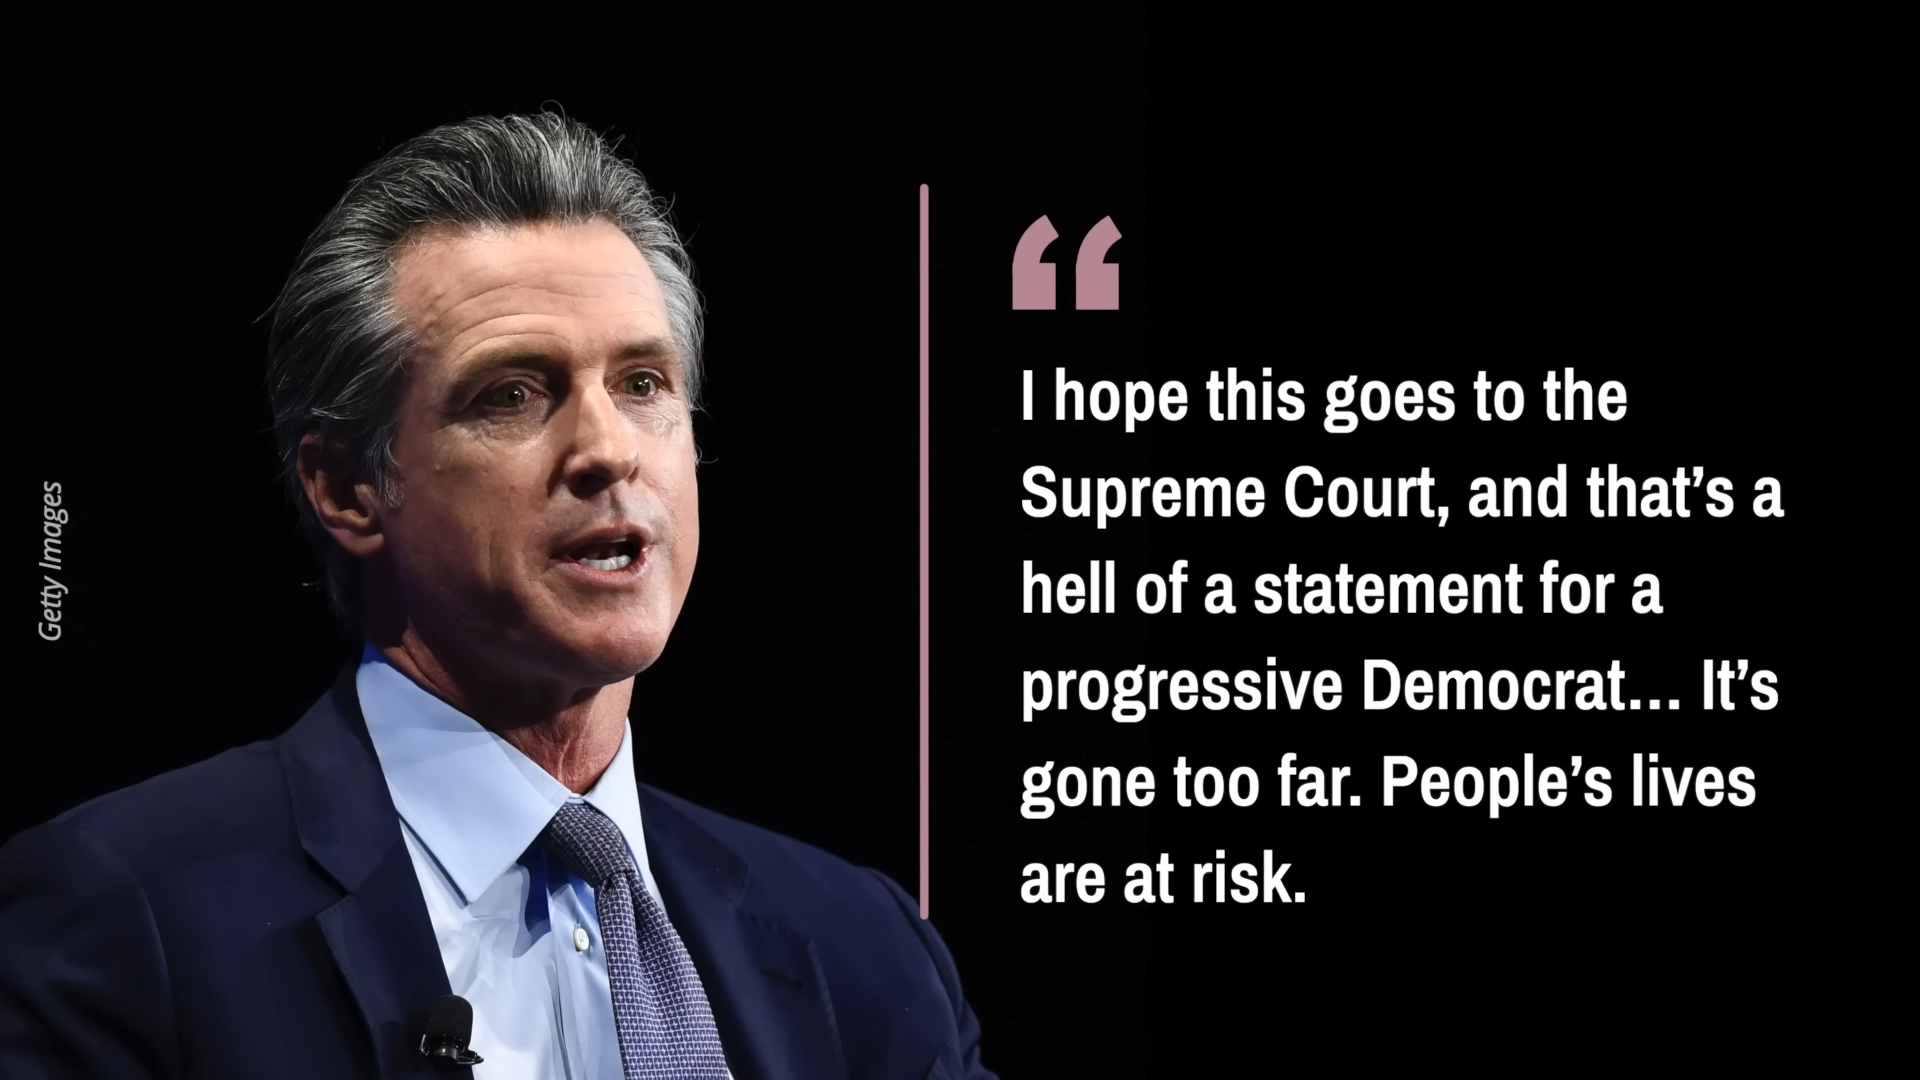 Getty Images
“
I hope this goes to the
Supreme Court, and that’s a
hell of a statement for a
progressive Democrat… It’s
gone too far. People’s lives
are at risk.